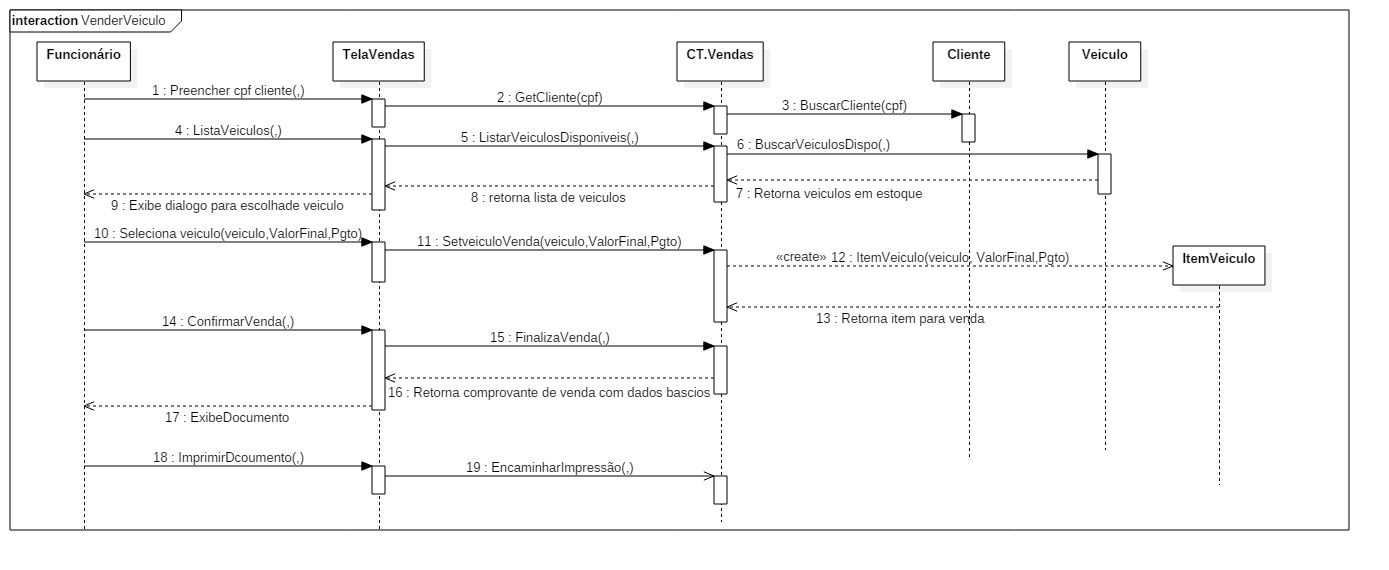 interaction VenderVeiculo
Funcionário
TelaVendas
CT.Vendas
Cliente
Veiculo
1 : Preencher cpf cliente(,)
2 : GetCliente(cpf)
3 : BuscarCliente(cpf)
4 : ListaVeiculos(,)
5 : ListarVeiculosDisponiveis(,)
6 : BuscarVeiculosDispo(,)
7 : Retorna veiculos em estoque
8 : retorna lista de veiculos
9 : Exibe dialogo para escolhade veiculo
10 : Seleciona veiculo(veiculo,ValorFinal,Pgto)
11 : SetveiculoVenda(veiculo,ValorFinal,Pgto)
«create» 12 : ItemVeiculo(veiculo, ValorFinal,Pgto)
ItemVeiculo
13 : Retorna item para venda
14 : ConfirmarVenda(,)
15 : FinalizaVenda(,)
16 : Retorna comprovante de venda com dados bascios
17 : ExibeDocumento
18 : ImprimirDcoumento(,)
19 : EncaminharImpressão(,)